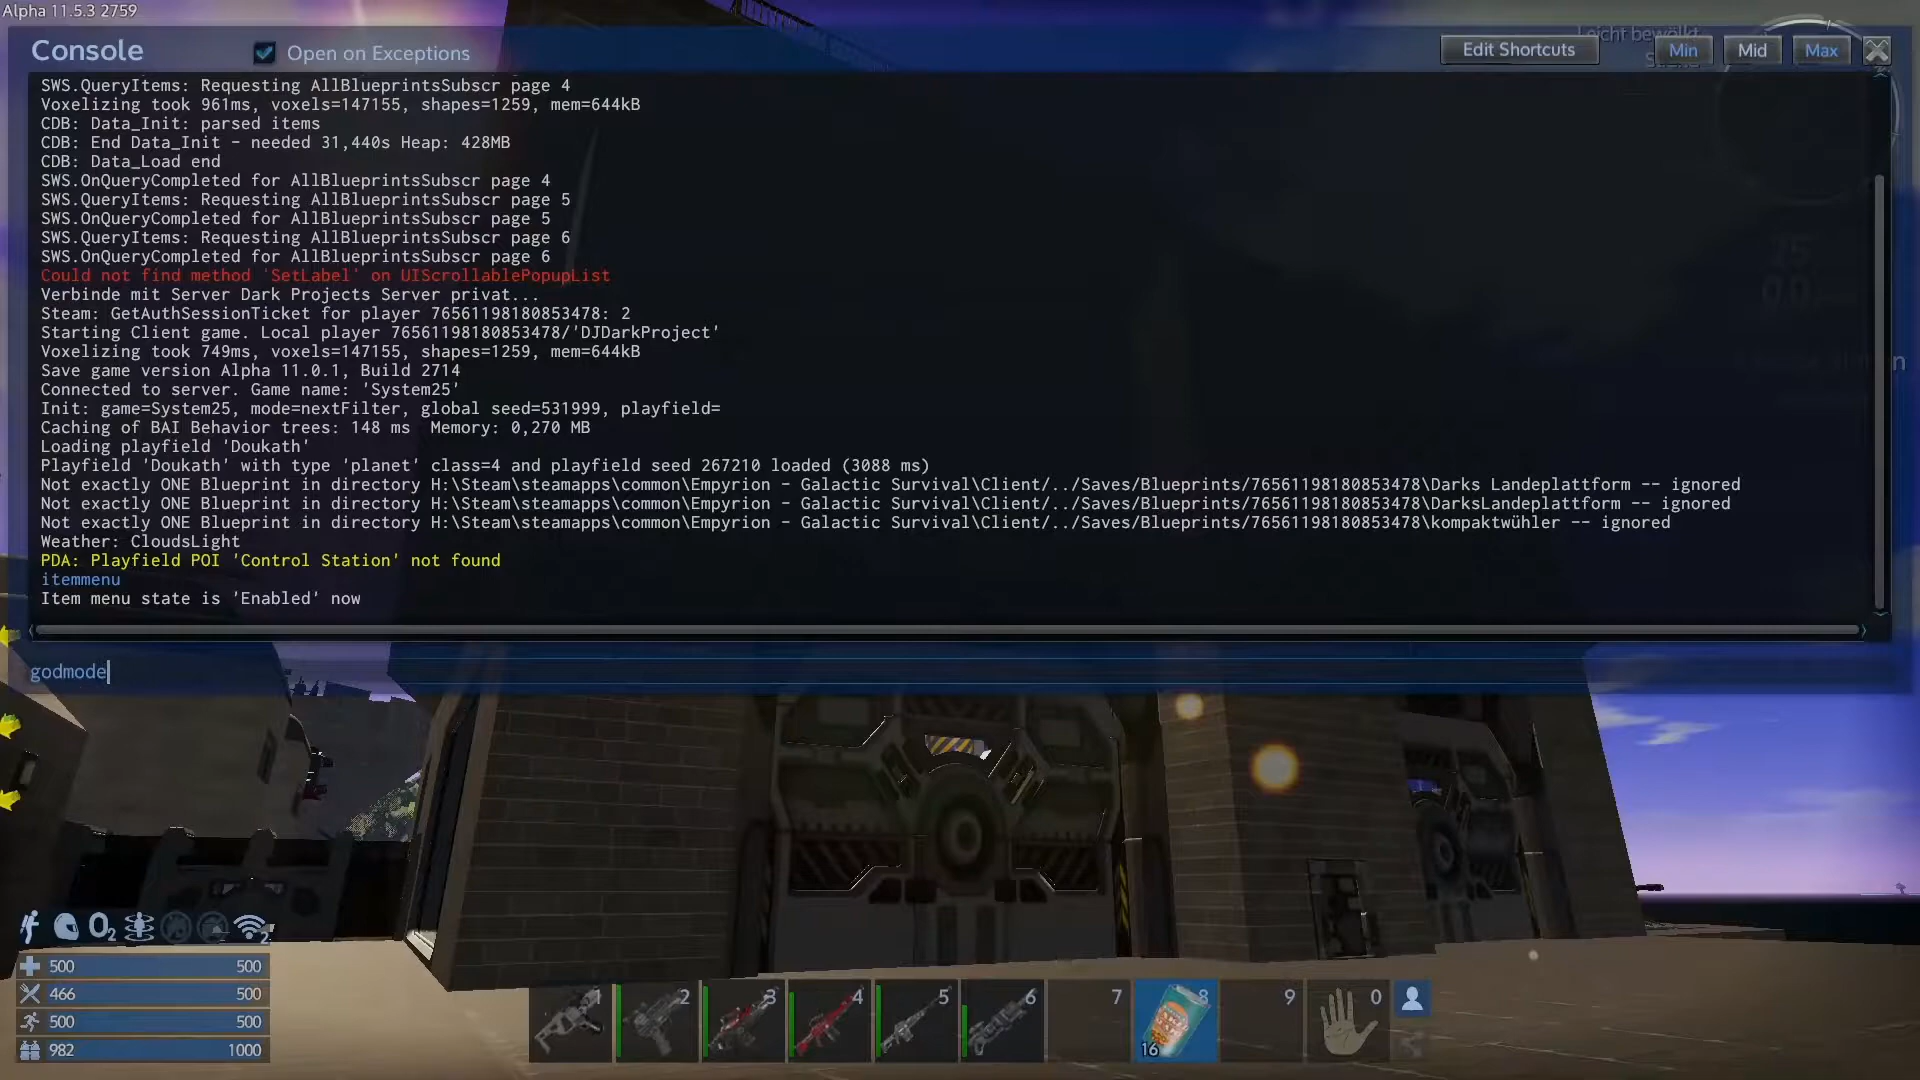 Alpha 11.5.3 2759
Console
Open on Exceptions
Edit Shortcuts
Min
Mid
Max
SWS.QueryItems: Requesting AllBlueprintsSubscr page 4
Voxelizing took 961ms, voxels=147155, shapes=1259, mem=644kB
CDB: Data_Init: parsed items
CDB: End Data_Init - needed 31,440s Heap: 428MB
CDB: Data_Load end
SWS.OnQueryCompleted for AllBlueprintsSubscr page 4
SWS.QueryItems: Requesting AllBlueprintsSubscr page 5
SWS.OnQueryCompleted for AllBlueprintsSubscr page 5
SWS.QueryItems: Requesting AllBlueprintsSubscr page 6
SWS.OnQueryCompleted for AllBlueprintsSubscr page 6
Could not find method 'SetLabel' on UIScrollablePopupList
Verbinde mit Server Dark Projects Server privat...
Steam: GetAuthSessionTicket for player 76561198180853478: 2
Starting Client game. Local player 76561198180853478/'DJDarkProject'
Voxelizing took 749ms, voxels=147155, shapes=1259, mem=644kB
Save game version Alpha 11.0.1, Build 2714
Connected to server. Game name: 'System25'
Init: game=System25, mode=nextFilter, global seed=531999, playfield=
Caching of BAI Behavior trees: 148 ms  Memory: 0,270 MB
Loading playfield 'Doukath'
Playfield 'Doukath' with type 'planet' class=4 and playfield seed 267210 loaded (3088 ms)
Not exactly ONE Blueprint in directory H:\Steam\steamapps\common\Empyrion - Galactic Survival\Client/../Saves/Blueprints/76561198180853478\Darks Landeplattform -- ignored
Not exactly ONE Blueprint in directory H:\Steam\steamapps\common\Empyrion - Galactic Survival\Client/../Saves/Blueprints/76561198180853478\DarksLandeplattform -- ignored
Not exactly ONE Blueprint in directory H:\Steam\steamapps\common\Empyrion - Galactic Survival\Client/../Saves/Blueprints/76561198180853478\kompaktwühler -- ignored
Weather: CloudsLight
PDA: Playfield POI 'Control Station' not found
itemmenu
Item menu state is 'Enabled' now
godmode
O2
2
500 500
466 500
500 500
982 1000
1 2 3 4 5 6 7 8 9 0
16